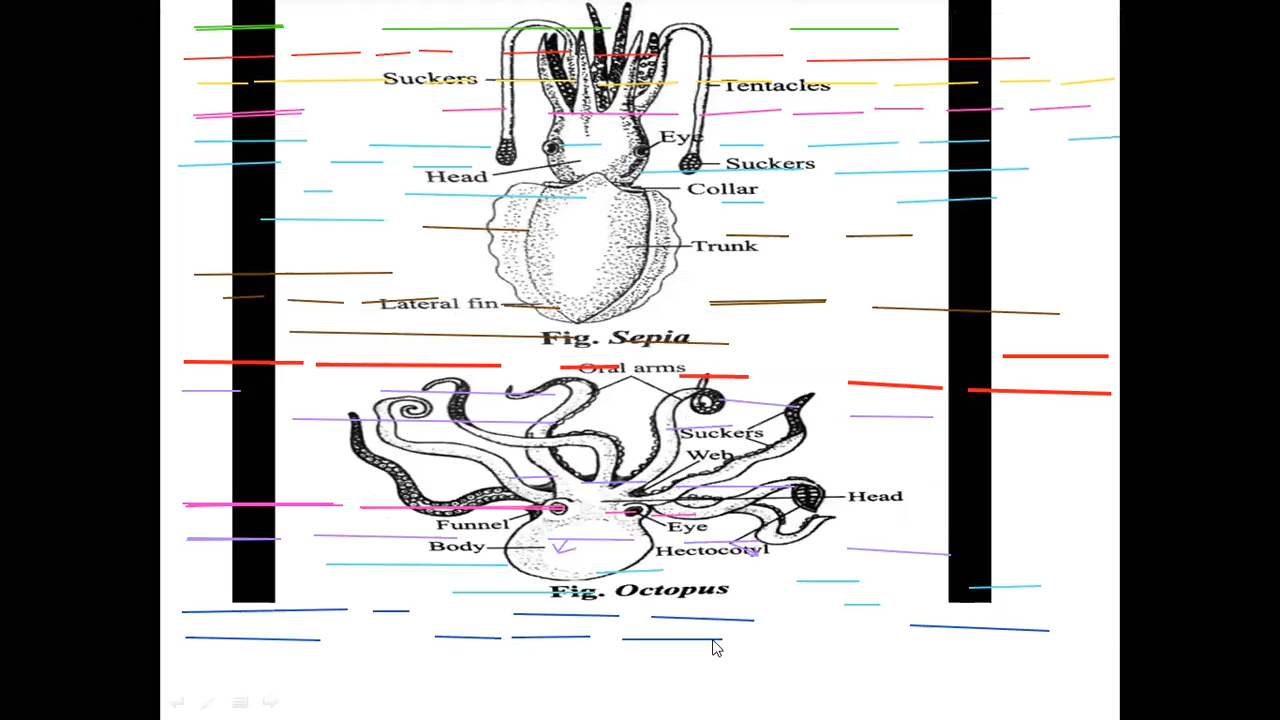 Suckers
Tentacles
Eye
Suckers
Head
Collar
Trunk
Lateral fin
Fig. Sepia
Oral arms
Suckers
Web
Head
Funnel
Eye
Body
Hectocotyl
Fig. Octopus